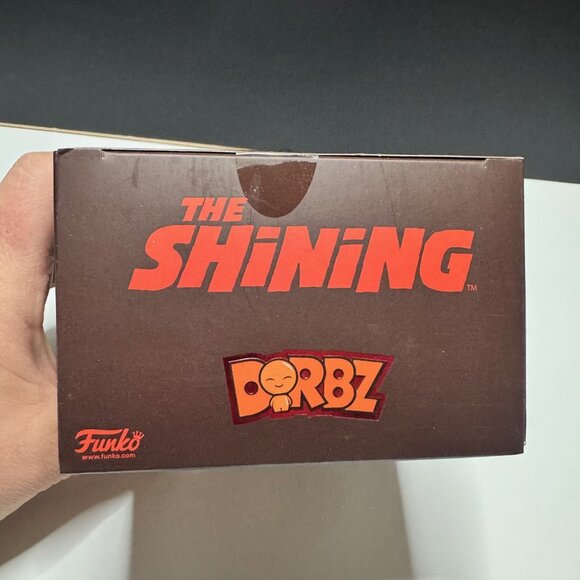 THE
SHiNiNG
™
DORBZ
Funko
www.funko.com